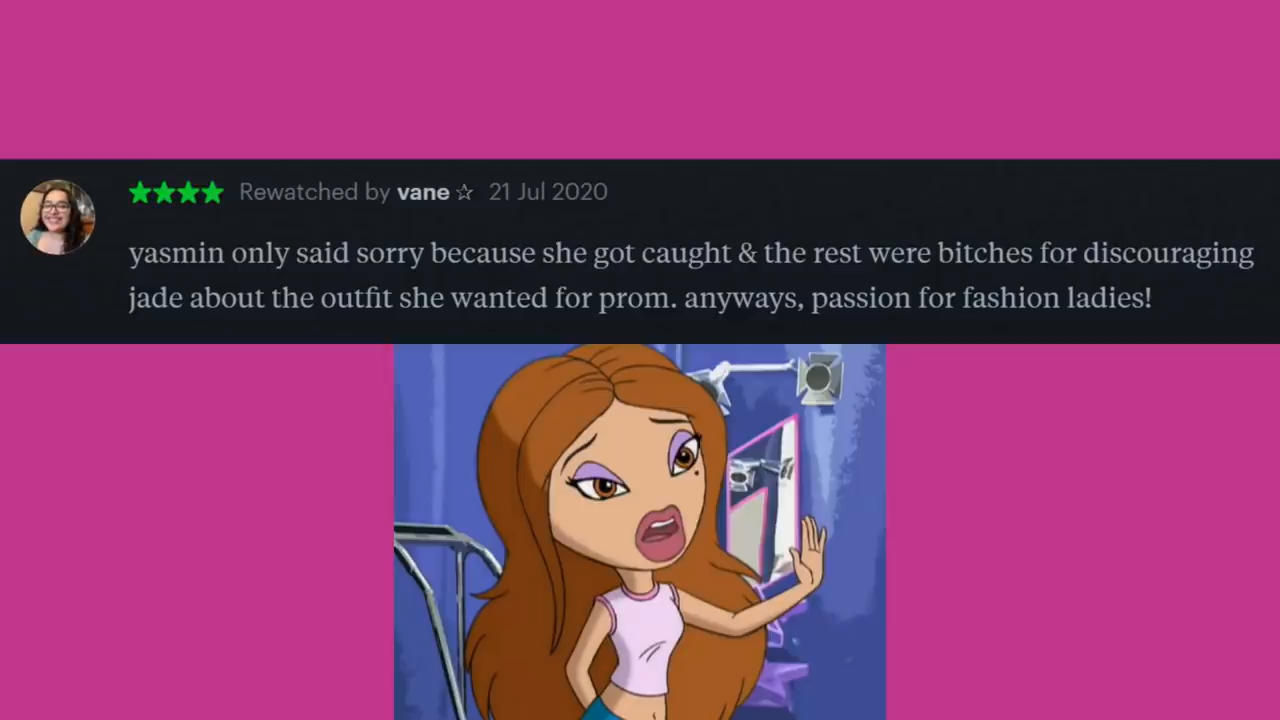 ★★★★ Rewatched by vane ☆ 21 Jul 2020
yasmin only said sorry because she got caught & the rest were bitches for discouraging
jade about the outfit she wanted for prom. anyways, passion for fashion ladies!